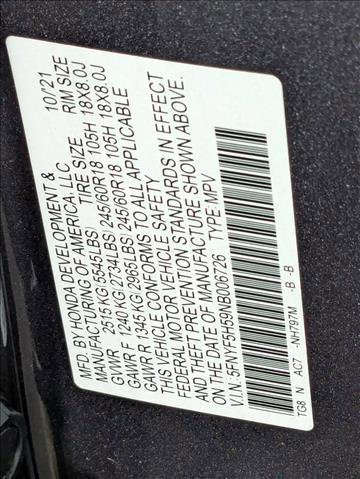 MFD. BY HONDA DEVELOPMENT & 10/21
MANUFACTURING OF AMERICA, LLC
GVWR 2515 KG(5545LBS) TIRE SIZE RIM SIZE
GAWR F 1240 KG(2734LBS) 245/60R18 105H 18X8.0J
GAWR R 1345 KG(2965LBS) 245/60R18 105H 18X8.0J
THIS VEHICLE CONFORMS TO ALL APPLICABLE
FEDERAL MOTOR VEHICLE SAFETY
AND THEFT PREVENTION STANDARDS IN EFFECT
ON THE DATE OF MANUFACTURE SHOWN ABOVE.
V.I.N.: 5FNYF5H59NB006726 TYPE: MPV
TG8 N AC7 -NH797M -B -B